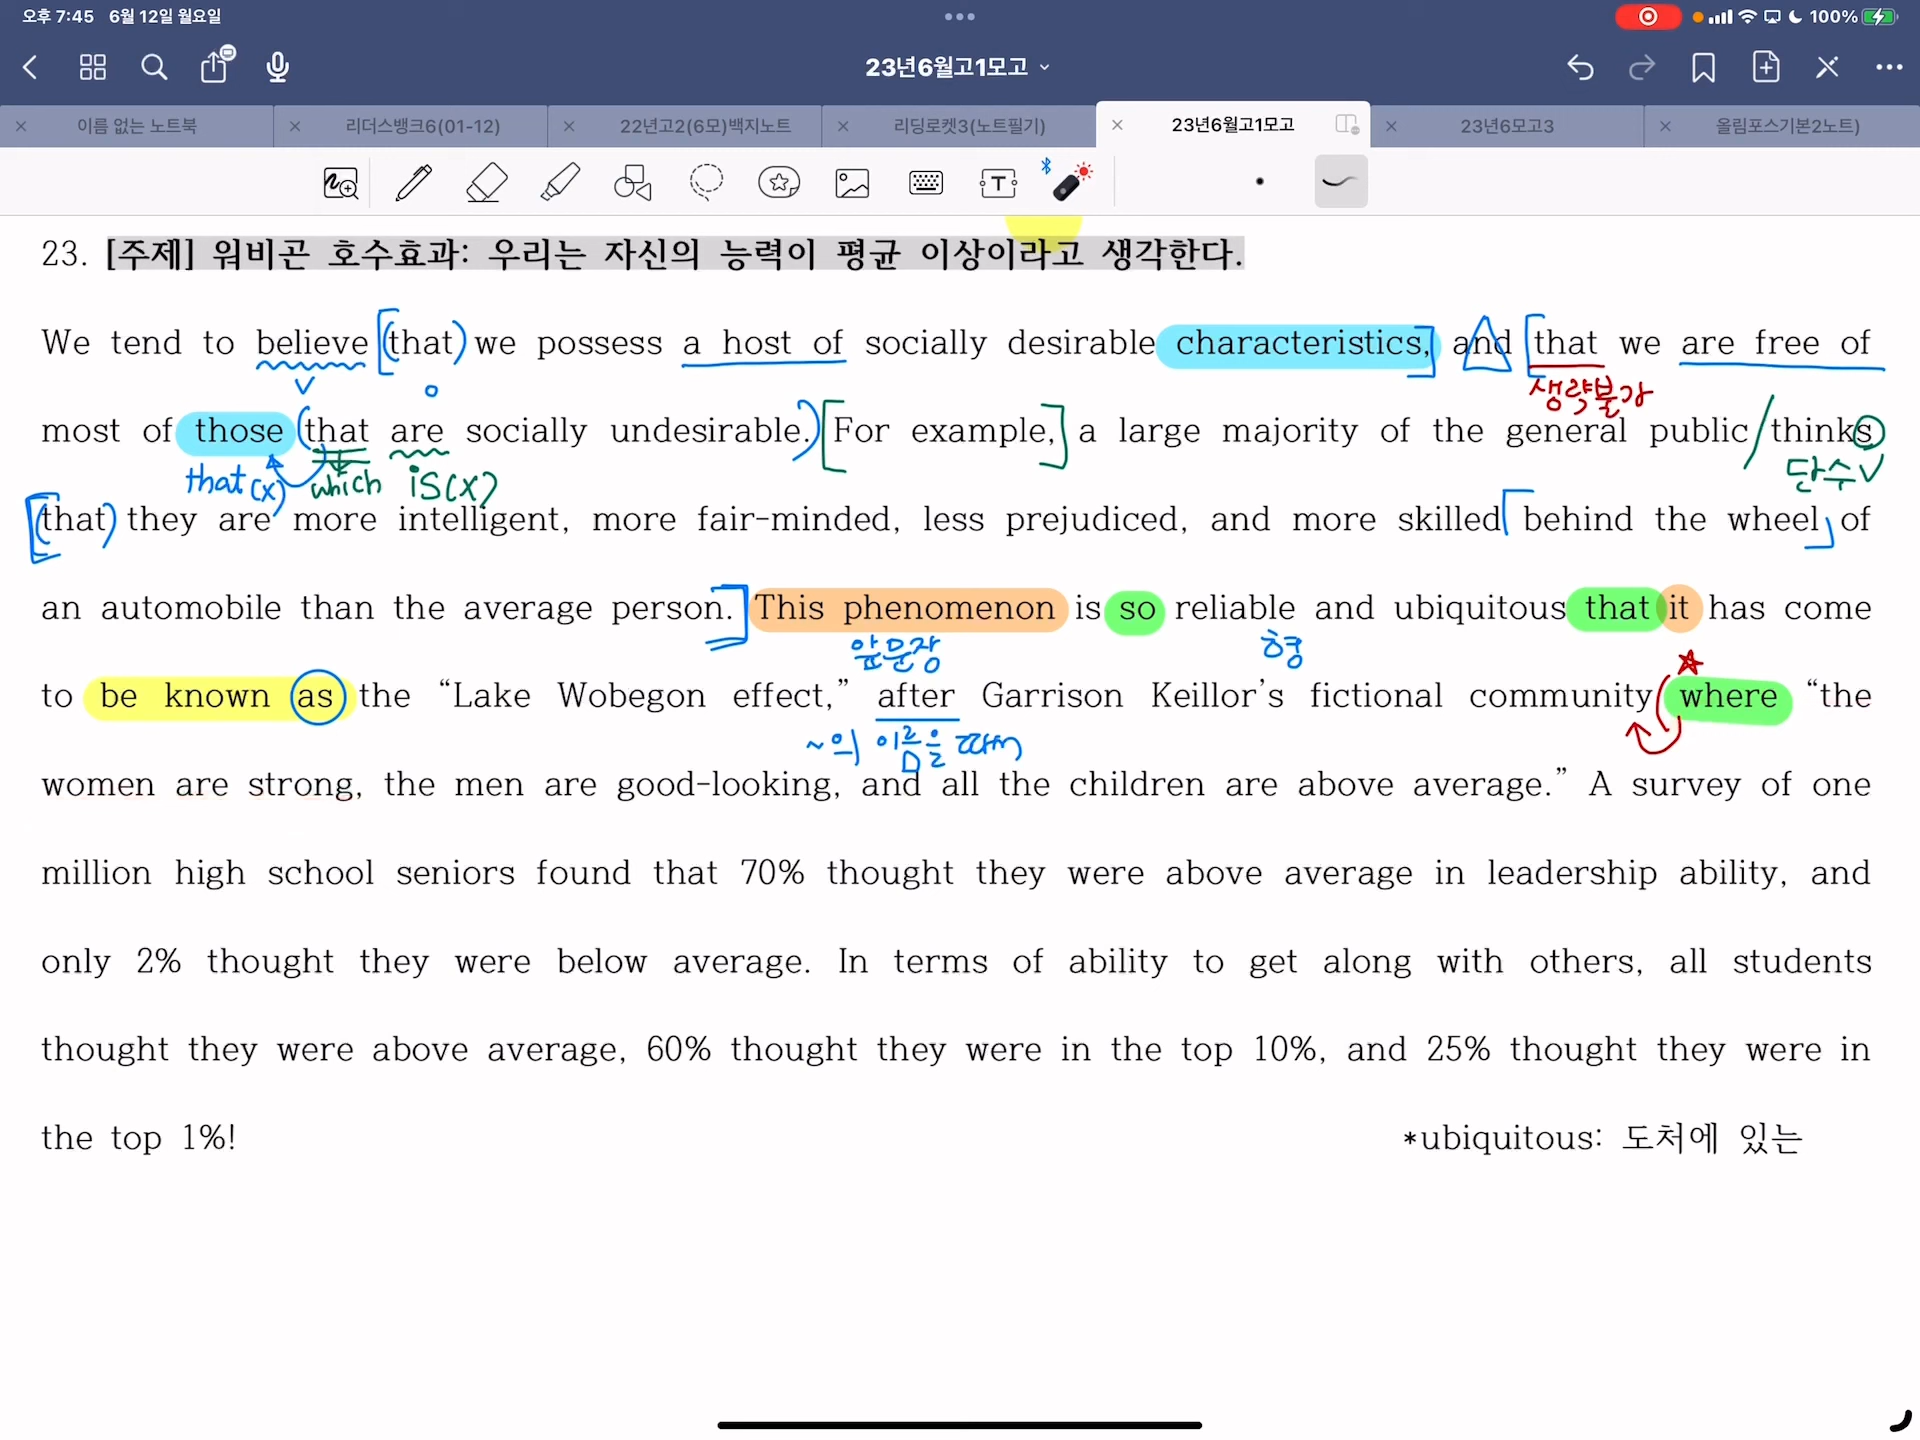 오후 7:45 6월 12일 월요일
100%
23년6월고1모고
이름 없는 노트북
리더스뱅크6(01-12)
22년고2(6모)백지노트
리딩로켓3(노트필기)
23년6월고1모고
23년6모고3
올림포스기본2노트)
23. [주제] 워비곤 호수효과: 우리는 자신의 능력이 평균 이상이라고 생각한다.
We tend to believe (that) we possess a host of socially desirable characteristics, and that we are free of
v o 생략불가
most of those (that are socially undesirable.) [For example,] a large majority of the general public / thinks
that(x) which is(x) 단수v
(that) they are more intelligent, more fair-minded, less prejudiced, and more skilled behind the wheel of
an automobile than the average person. This phenomenon is so reliable and ubiquitous that it has come
앞문장 형
to be known as the “Lake Wobegon effect,” after Garrison Keillor’s fictional community where “the
~의 이름을 따서
women are strong, the men are good-looking, and all the children are above average.” A survey of one
million high school seniors found that 70% thought they were above average in leadership ability, and
only 2% thought they were below average. In terms of ability to get along with others, all students
thought they were above average, 60% thought they were in the top 10%, and 25% thought they were in
the top 1%! *ubiquitous: 도처에 있는